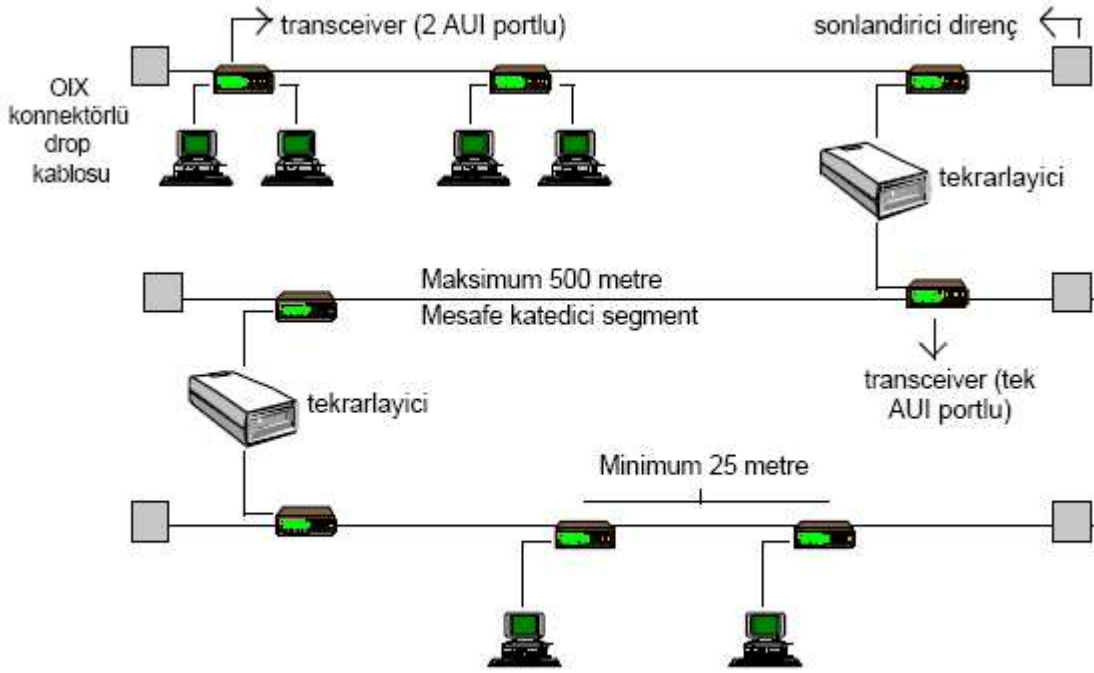 transceiver (2 AUI portlu)
sonlandirici direnç
OIX
konnektörlü
drop
kablosu
tekrarlayici
Maksimum 500 metre
Mesafe katedici segment
transceiver (tek
AUI portlu)
tekrarlayici
Minimum 25 metre